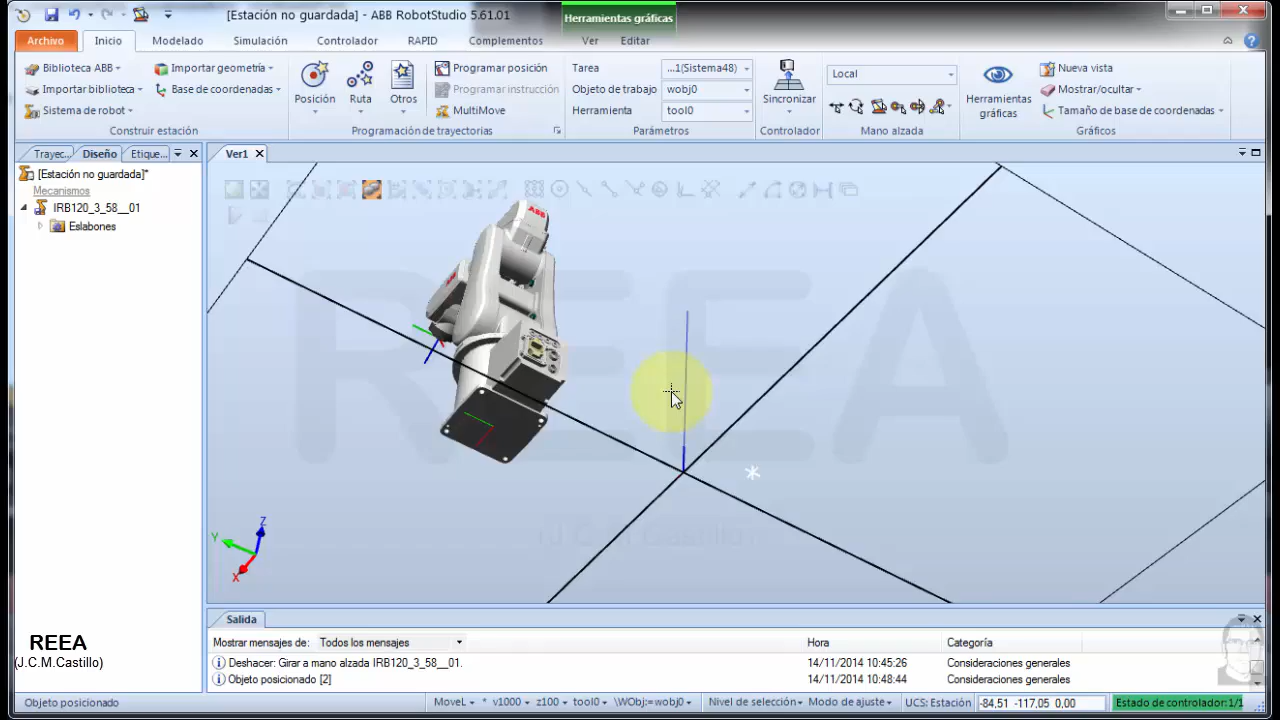 [Estación no guardada] - ABB RobotStudio 5.61.01
Herramientas gráficas
Archivo Inicio Modelado Simulación Controlador RAPID Complementos Ver Editar
Biblioteca ABB
Importar biblioteca
Sistema de robot
Importar geometría
Base de coordenadas
Construir estación
Posición
Ruta
Otros
Programar posición
Programar instrucción
MultiMove
Programación de trayectorias
Tarea ...1(Sistema48)
Objeto de trabajo wobj0
Herramienta tool0
Parámetros
Sincronizar
Controlador
Local
Mano alzada
Herramientas
gráficas
Nueva vista
Mostrar/ocultar
Tamaño de base de coordenadas
Gráficos
Trayec... Diseño Etique...
[Estación no guardada]*
Mecanismos
IRB120_3_58__01
Eslabones
Ver1
REEA
(J.C.M.Castillo)
ABB
Z
Y
X
REEA
(J.C.M.Castillo)
Salida
Mostrar mensajes de: Todos los mensajes Hora Categoría
Deshacer: Girar a mano alzada IRB120_3_58__01. 14/11/2014 10:45:26 Consideraciones generales
Objeto posicionado [2] 14/11/2014 10:48:44 Consideraciones generales
Objeto posicionado MoveL * v1000 z100 tool0 \WObj:=wobj0 Nivel de selección Modo de ajuste UCS: Estación -84,51 -117,05 0,00 Estado de controlador: 1/1